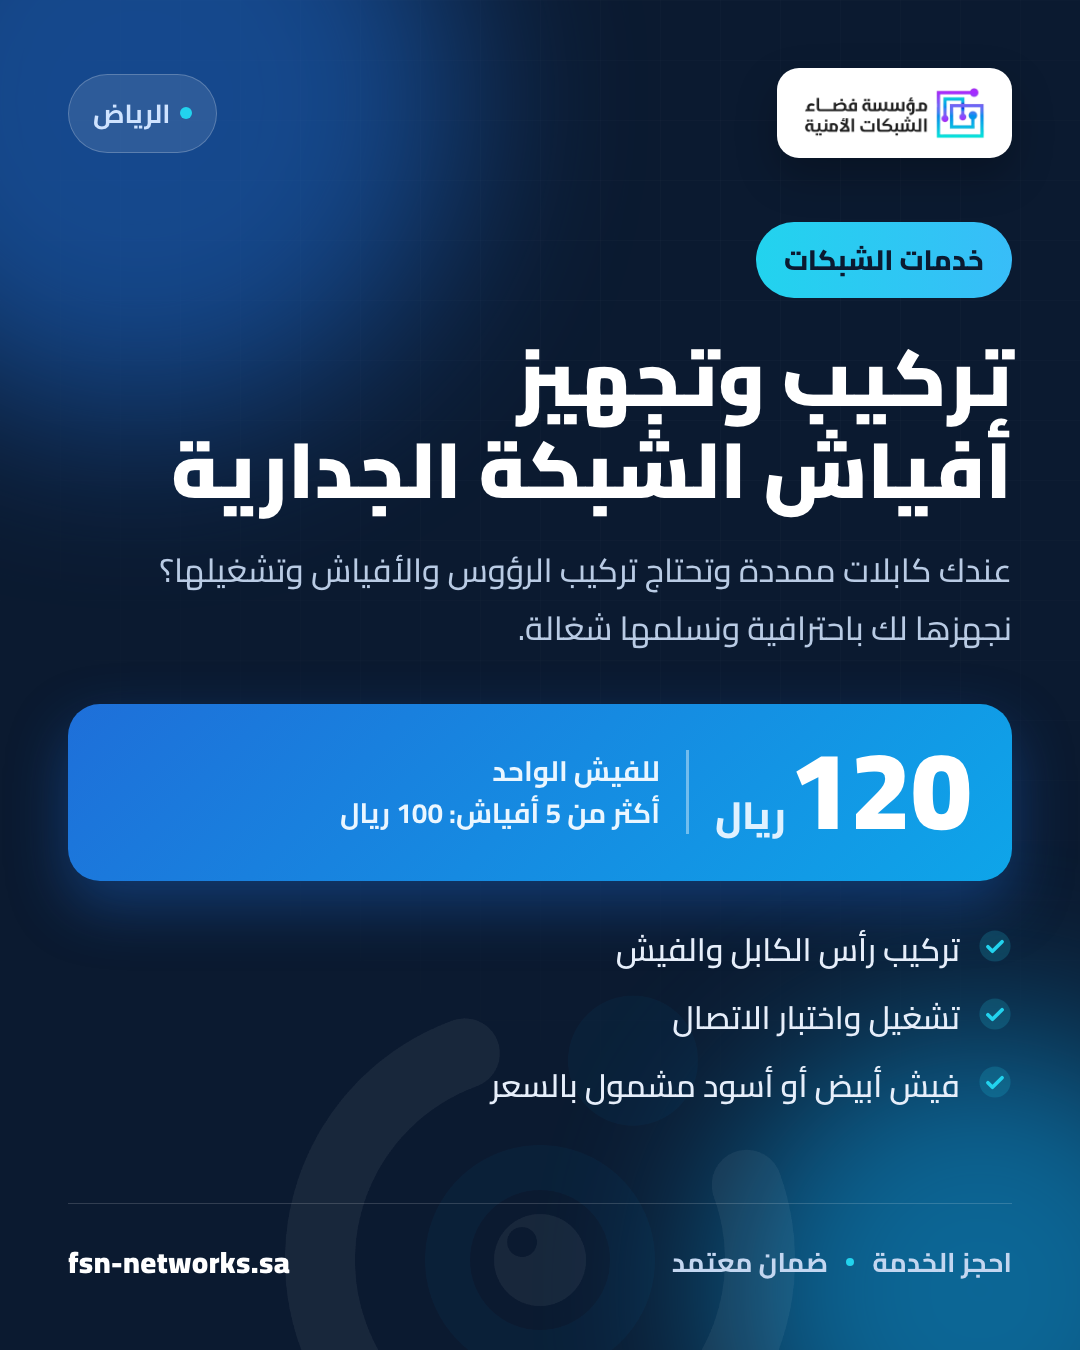 مؤسسة فضاء
الشبكات الأمنية
الرياض
خدمات الشبكات
تركيب وتجهيز
أفياش الشبكة الجدارية
عندك كابلات ممددة وتحتاج تركيب الرؤوس والأفياش وتشغيلها؟
نجهزها لك باحترافية ونسلمها شغالة.
120 ريال
للفيش الواحد
أكثر من 5 أفياش: 100 ريال
تركيب رأس الكابل والفيش
تشغيل واختبار الاتصال
فيش أبيض أو أسود مشمول بالسعر
احجز الخدمة • ضمان معتمد
fsn-networks.sa